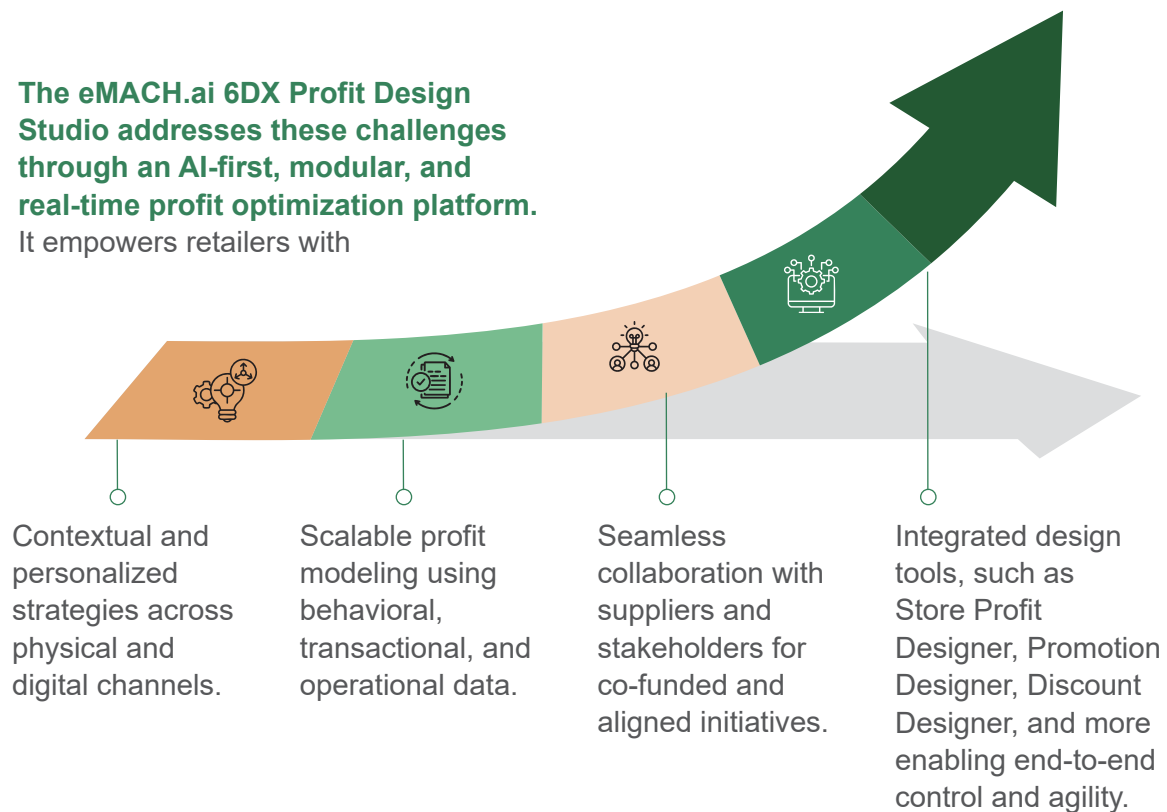 The eMACH.ai 6DX Profit Design
Studio addresses these challenges
through an AI-first, modular, and
real-time profit optimization platform.
It empowers retailers with
Contextual and
personalized
strategies across
physical and
digital channels.
Scalable profit
modeling using
behavioral,
transactional, and
operational data.
Seamless
collaboration with
suppliers and
stakeholders for
co-funded and
aligned initiatives.
Integrated design
tools, such as
Store Profit
Designer, Promotion
Designer, Discount
Designer, and more
enabling end-to-end
control and agility.